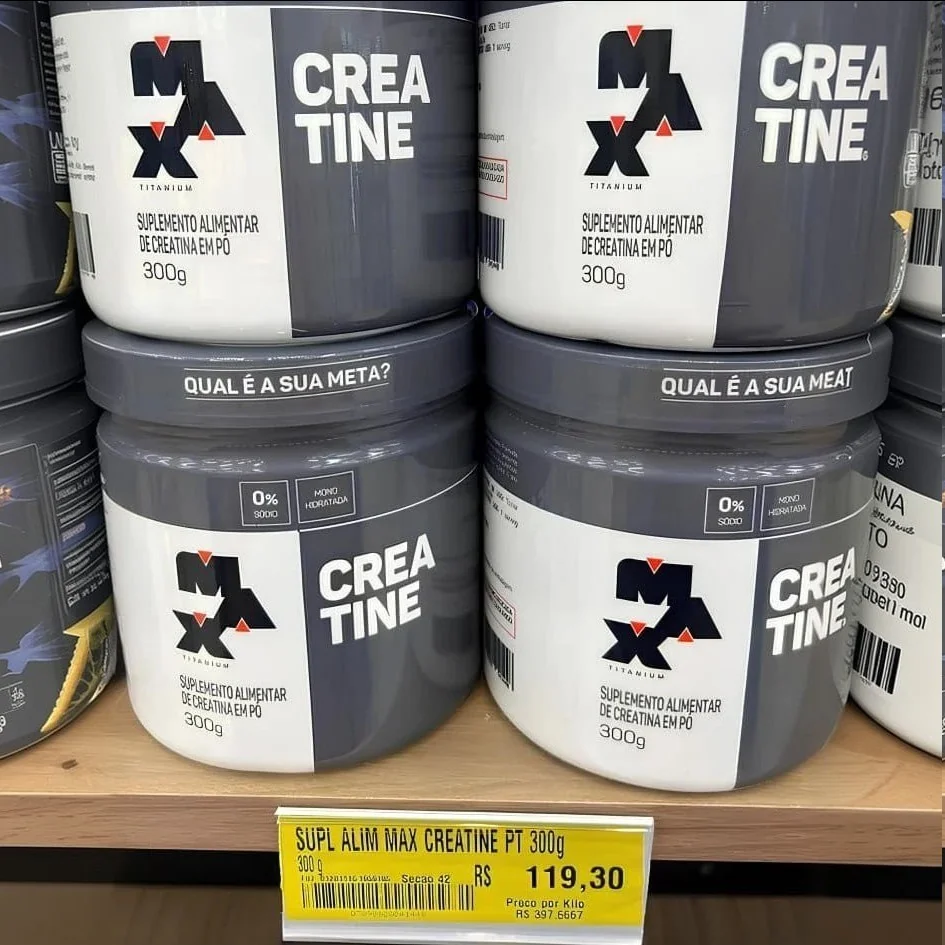 MAX
TITANIUM
CREA
TINE
SUPLEMENTO ALIMENTAR
DE CREATINA EM PÓ
300g
MAX
TITANIUM
CREA
TINE
SUPLEMENTO ALIMENTAR
DE CREATINA EM PÓ
300g
QUAL É A SUA META?
QUAL É A SUA MEAT
0%
SÓDIO
MONO
HIDRATADA
MAX
TITANIUM
CREA
TINE
SUPLEMENTO ALIMENTAR
DE CREATINA EM PÓ
300g
0%
SÓDIO
MONO
HIDRATADA
MAX
TITANIUM
CREA
TINE
SUPLEMENTO ALIMENTAR
DE CREATINA EM PÓ
300g
UNA
TO
09380
SUPL ALIM MAX CREATINE PT 300g
300 g
Secao 42
R$ 119,30
Preco por Kilo
R$ 397.6667